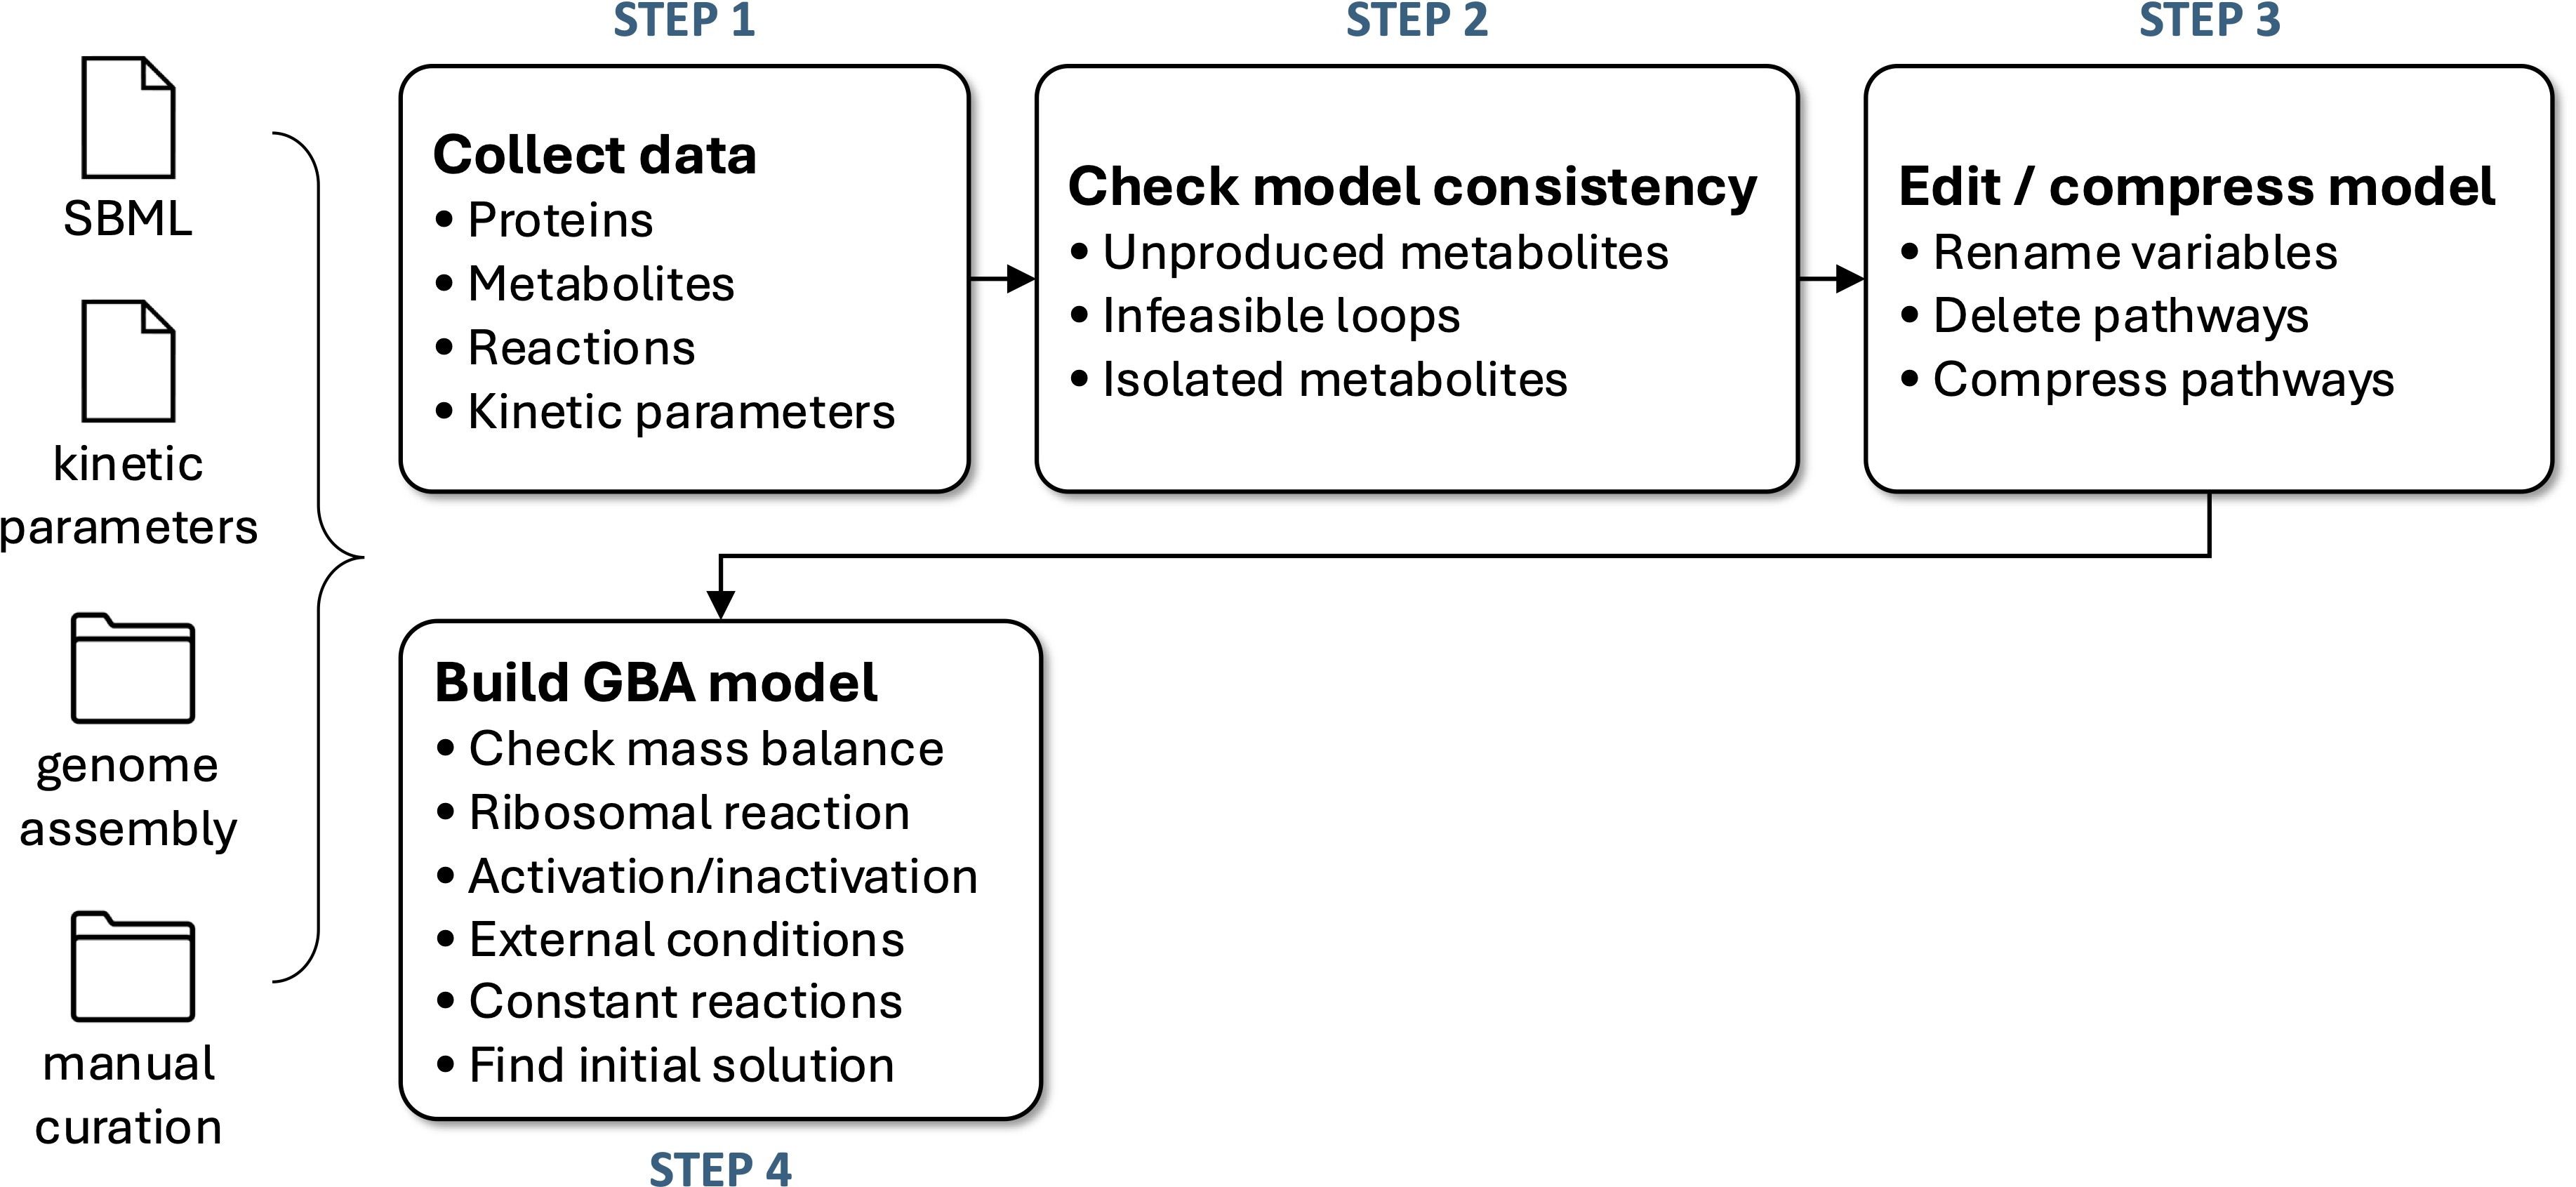 SBML
kinetic
parameters
genome
assembly
manual
curation
STEP 1
Collect data
• Proteins
• Metabolites
• Reactions
• Kinetic parameters
STEP 2
Check model consistency
• Unproduced metabolites
• Infeasible loops
• Isolated metabolites
STEP 3
Edit / compress model
• Rename variables
• Delete pathways
• Compress pathways
Build GBA model
• Check mass balance
• Ribosomal reaction
• Activation/inactivation
• External conditions
• Constant reactions
• Find initial solution
STEP 4